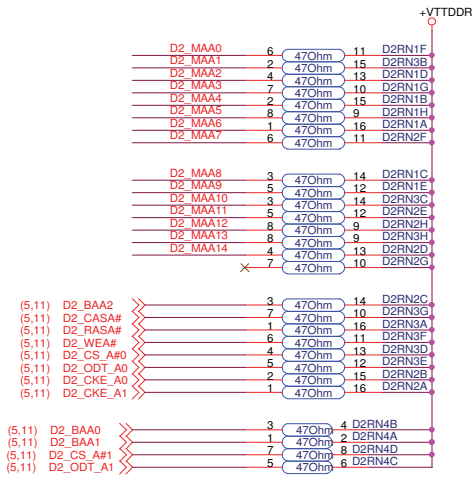 +VTTDDR
D2_MAA0 6 47Ohm 11 D2RN1F
D2_MAA1 2 47Ohm 15 D2RN3B
D2_MAA2 4 47Ohm 13 D2RN1D
D2_MAA3 7 47Ohm 10 D2RN1G
D2_MAA4 2 47Ohm 15 D2RN1B
D2_MAA5 8 47Ohm 9 D2RN1H
D2_MAA6 1 47Ohm 16 D2RN1A
D2_MAA7 6 47Ohm 11 D2RN2F
D2_MAA8 3 47Ohm 14 D2RN1C
D2_MAA9 5 47Ohm 12 D2RN1E
D2_MAA10 3 47Ohm 14 D2RN3C
D2_MAA11 5 47Ohm 12 D2RN2E
D2_MAA12 8 47Ohm 9 D2RN2H
D2_MAA13 8 47Ohm 9 D2RN3H
D2_MAA14 4 47Ohm 13 D2RN2D
7 47Ohm 10 D2RN2G
(5,11) D2_BAA2 3 47Ohm 14 D2RN2C
(5,11) D2_CASA# 7 47Ohm 10 D2RN3G
(5,11) D2_RASA# 1 47Ohm 16 D2RN3A
(5,11) D2_WEA# 6 47Ohm 11 D2RN3F
(5,11) D2_CS_A#0 4 47Ohm 13 D2RN3D
(5,11) D2_ODT_A0 5 47Ohm 12 D2RN3E
(5,11) D2_CKE_A0 2 47Ohm 15 D2RN2B
(5,11) D2_CKE_A1 1 47Ohm 16 D2RN2A
(5,11) D2_BAA0 3 47Ohm 4 D2RN4B
(5,11) D2_BAA1 1 47Ohm 2 D2RN4A
(5,11) D2_CS_A#1 7 47Ohm 8 D2RN4D
(5,11) D2_ODT_A1 5 47Ohm 6 D2RN4C